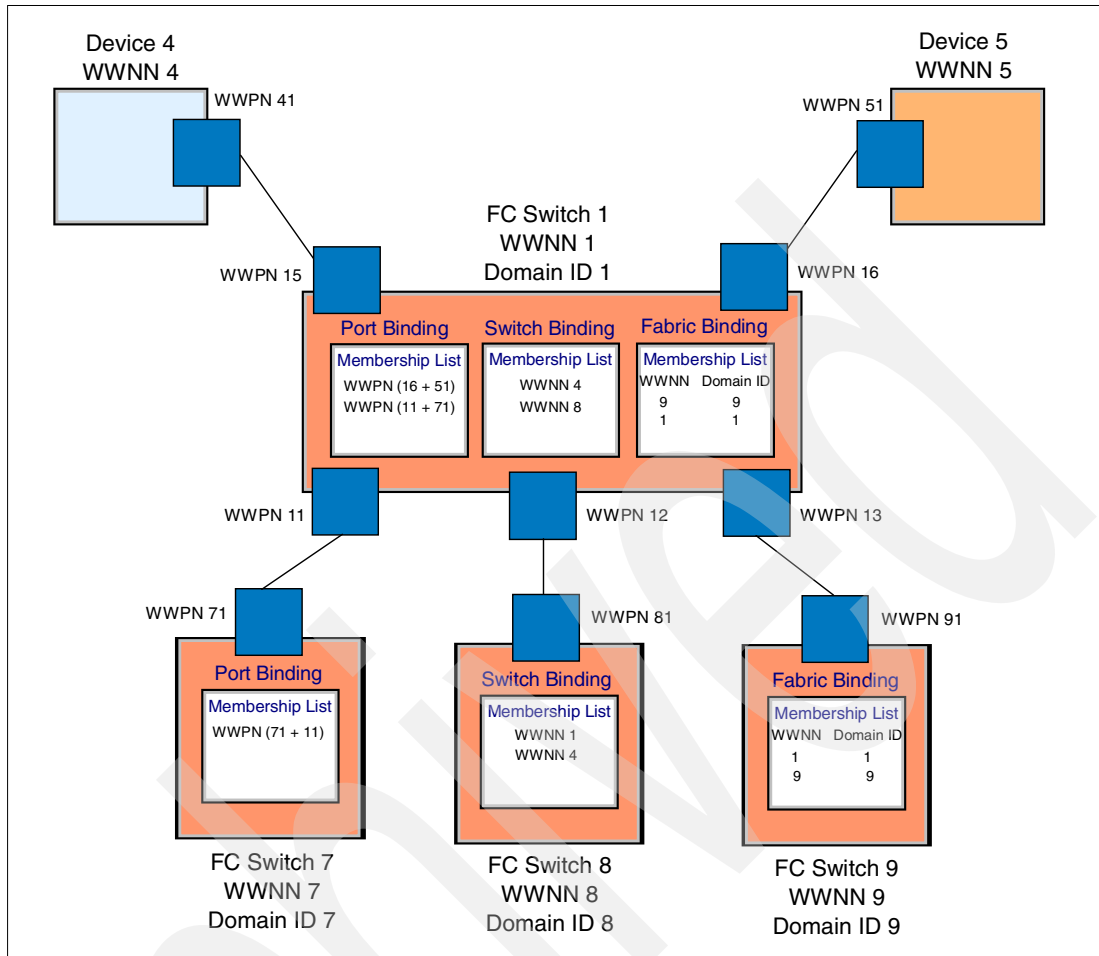 Device 4
WWNN 4
Device 5
WWNN 5
WWPN 41
WWPN 51
FC Switch 1
WWNN 1
Domain ID 1
WWPN 15
WWPN 16
Port Binding
Membership List
WWPN (16 + 51)
WWPN (11 + 71)
Switch Binding
Membership List
WWNN 4
WWNN 8
Fabric Binding
Membership List
WWNN Domain ID
9 9
1 1
WWPN 11
WWPN 12
WWPN 13
WWPN 71
WWPN 81
WWPN 91
Port Binding
Membership List
WWPN (71 + 11)
Switch Binding
Membership List
WWNN 1
WWNN 4
Fabric Binding
Membership List
WWNN Domain ID
1 1
9 9
FC Switch 7
WWNN 7
Domain ID 7
FC Switch 8
WWNN 8
Domain ID 8
FC Switch 9
WWNN 9
Domain ID 9